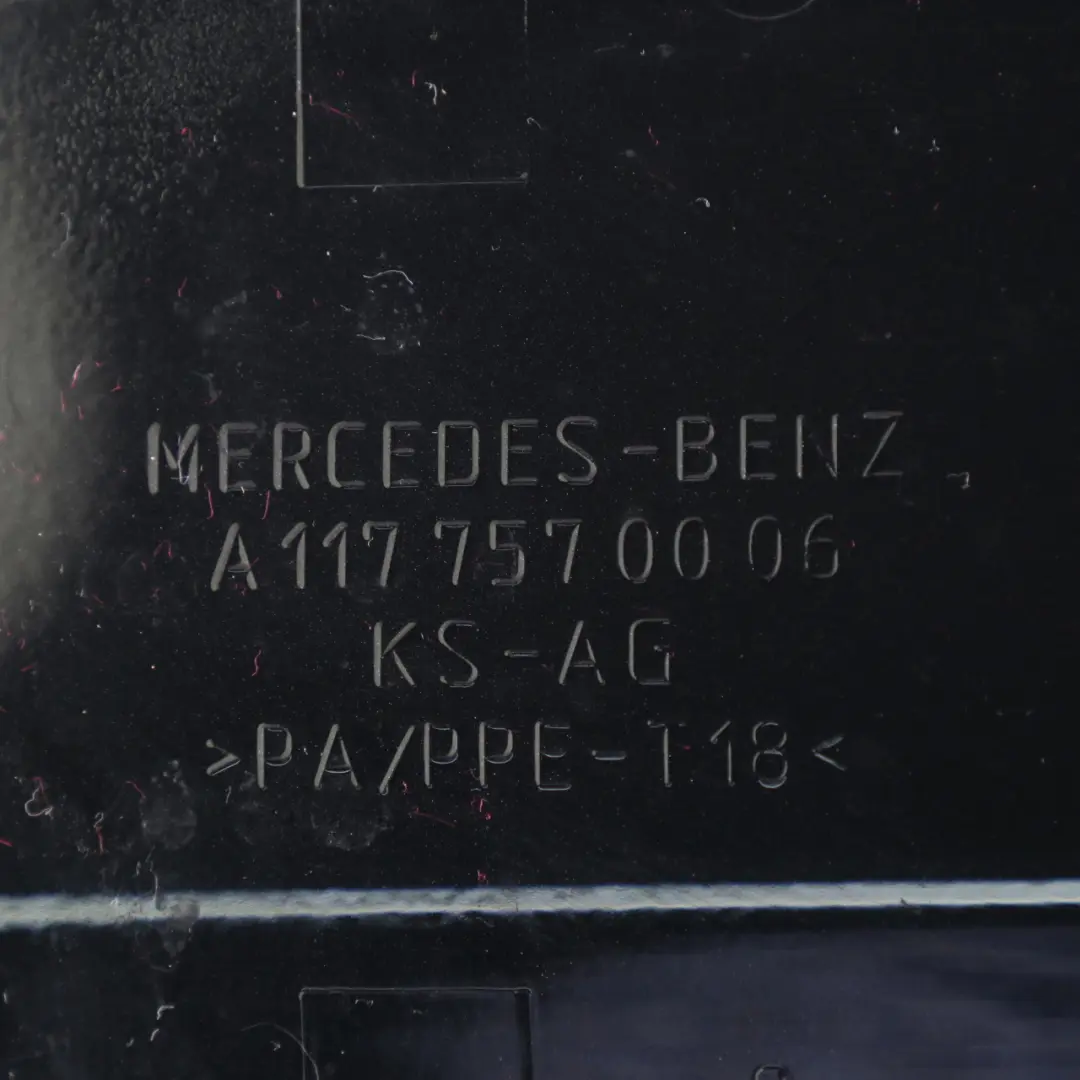 MERCEDES-BENZ
A 117 757 00 06
KS-AG
>PA/PPE-T18<